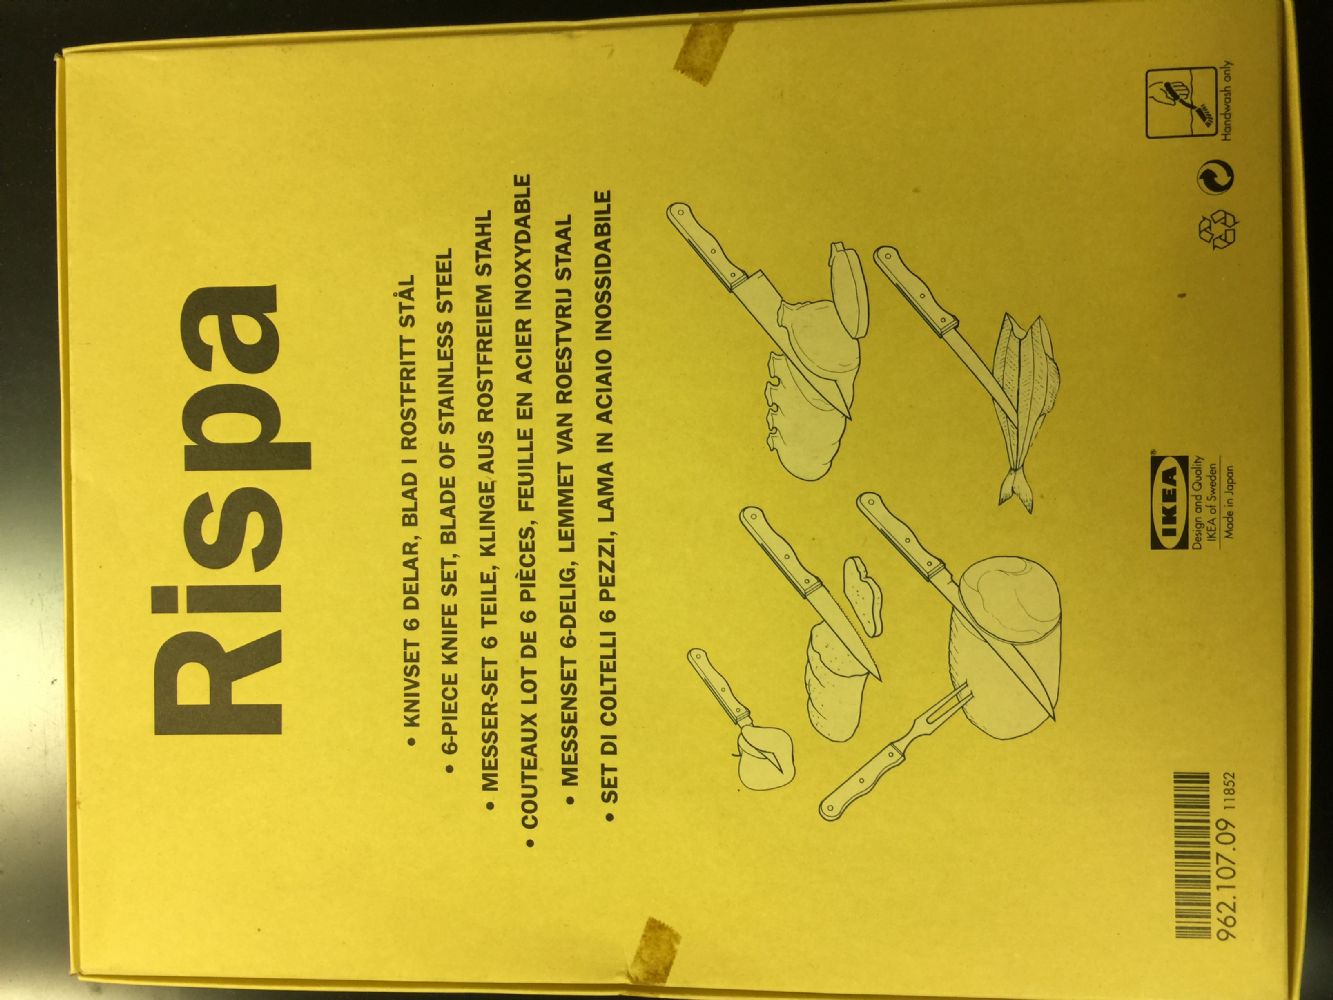 Rispa
• KNIVSET 6 DELAR, BLAD I ROSTFRITT STÅL
• 6-PIECE KNIFE SET, BLADE OF STAINLESS STEEL
• MESSER-SET 6 TEILE, KLINGE AUS ROSTFREIEM STAHL
• COUTEAUX LOT DE 6 PIÈCES, FEUILLE EN ACIER INOXYDABLE
• MESSENSET 6-DELIG, LEMMET VAN ROESTVRIJ STAAL
• SET DI COLTELLI 6 PEZZI, LAMA IN ACIAIO INOSSIDABILE
962.107.09 11852
IKEA®
Design and Quality
IKEA of Sweden
Made in Japan
Handwash only